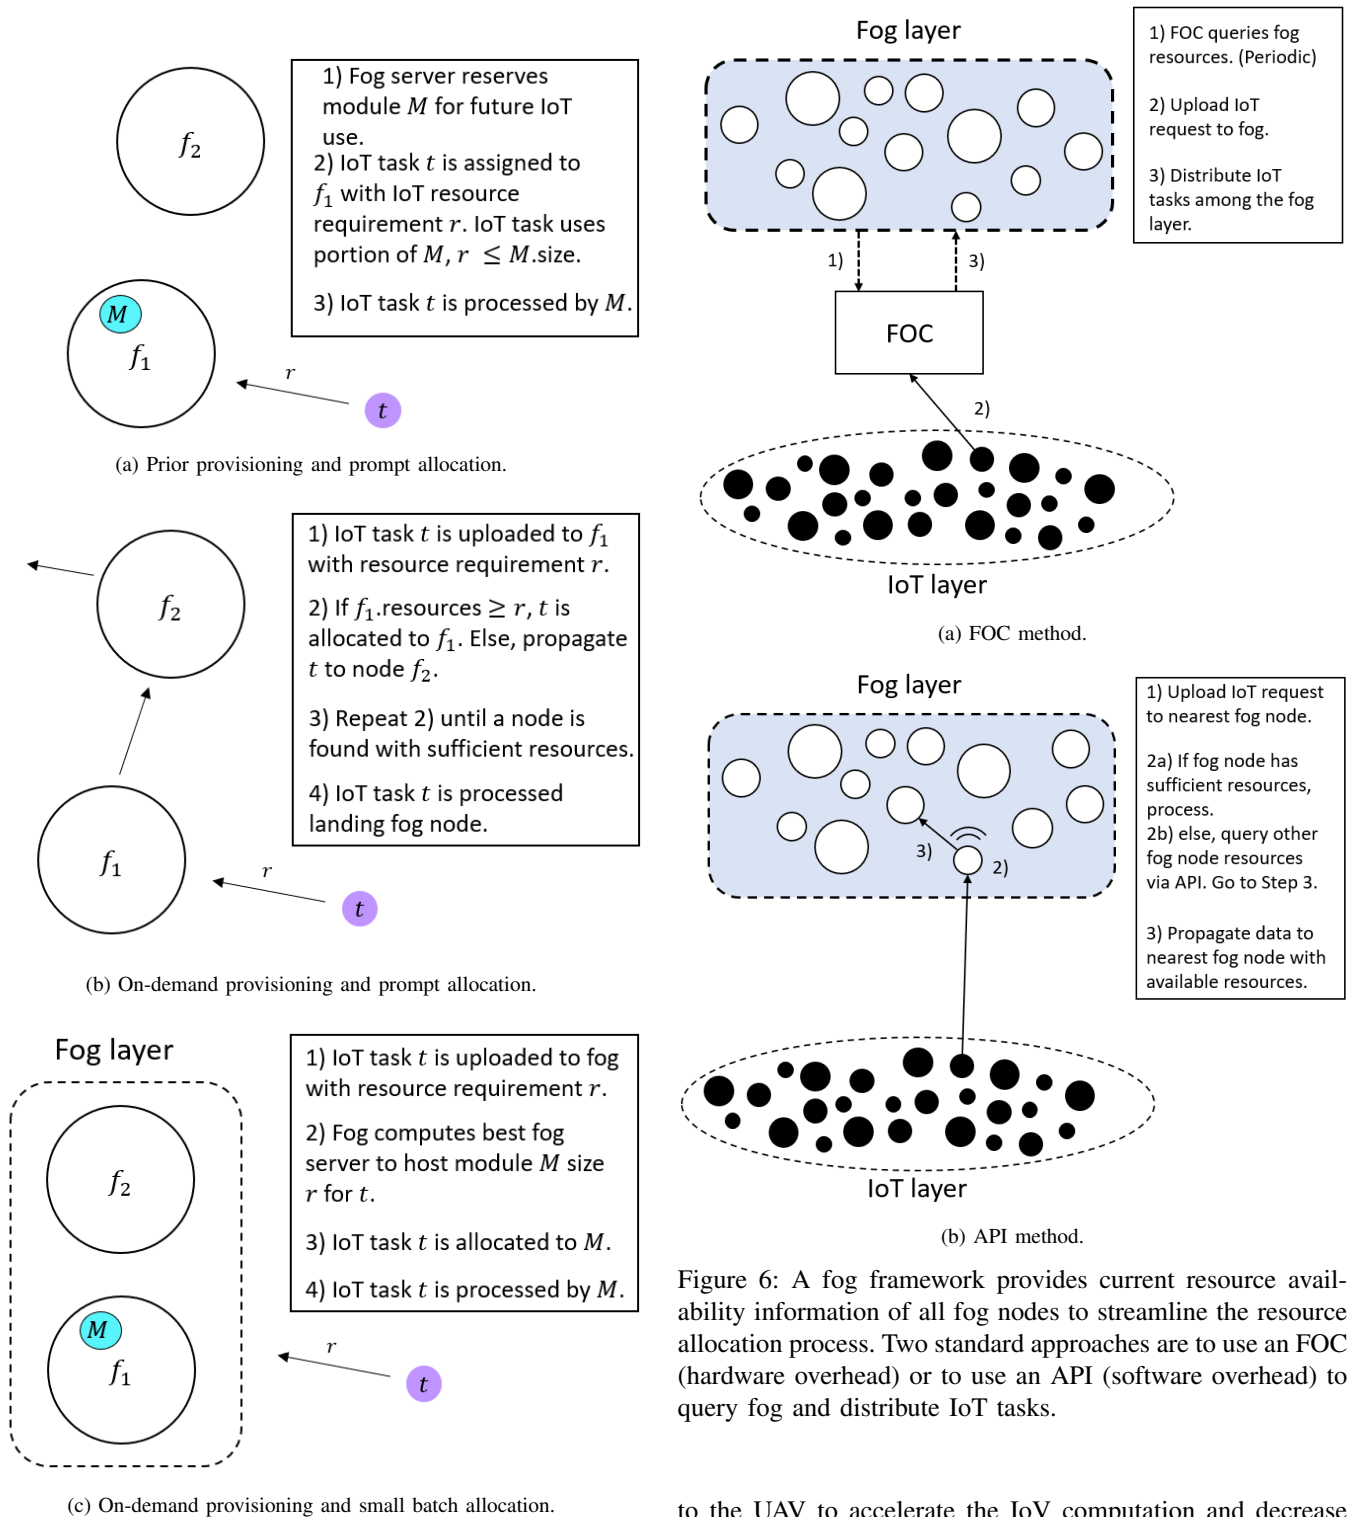 f₂
1) Fog server reserves
module M for future IoT
use.
2) IoT task t is assigned to
f₁ with IoT resource
requirement r. IoT task uses
portion of M, r ≤ M.size.
3) IoT task t is processed by M.
M
f₁
r
t
(a) Prior provisioning and prompt allocation.
f₂
1) IoT task t is uploaded to f₁
with resource requirement r.
2) If f₁.resources ≥ r, t is
allocated to f₁. Else, propagate
t to node f₂.
3) Repeat 2) until a node is
found with sufficient resources.
4) IoT task t is processed
landing fog node.
f₁
r
t
(b) On-demand provisioning and prompt allocation.
Fog layer
f₂
1) IoT task t is uploaded to fog
with resource requirement r.
2) Fog computes best fog
server to host module M size
r for t.
3) IoT task t is allocated to M.
4) IoT task t is processed by M.
M
f₁
r
t
(c) On-demand provisioning and small batch allocation.
Fog layer
1) FOC queries fog
resources. (Periodic)
2) Upload IoT
request to fog.
3) Distribute IoT
tasks among the fog
layer.
1)
3)
FOC
2)
IoT layer
(a) FOC method.
Fog layer
1) Upload IoT request
to nearest fog node.
2a) If fog node has
sufficient resources,
process.
2b) else, query other
fog node resources
via API. Go to Step 3.
3) Propagate data to
nearest fog node with
available resources.
3)
2)
IoT layer
(b) API method.
Figure 6: A fog framework provides current resource avail-
ability information of all fog nodes to streamline the resource
allocation process. Two standard approaches are to use an FOC
(hardware overhead) or to use an API (software overhead) to
query fog and distribute IoT tasks.
to the UAV to accelerate the IoV computation and decrease